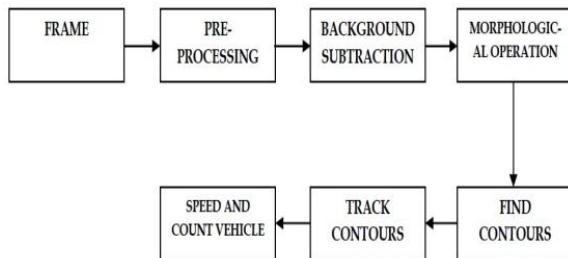 FRAME
PRE-
PROCESSING
BACKGROUND
SUBTRACTION
MORPHOLOGIC-
AL OPERATION
FIND
CONTOURS
TRACK
CONTOURS
SPEED AND
COUNT VEHICLE